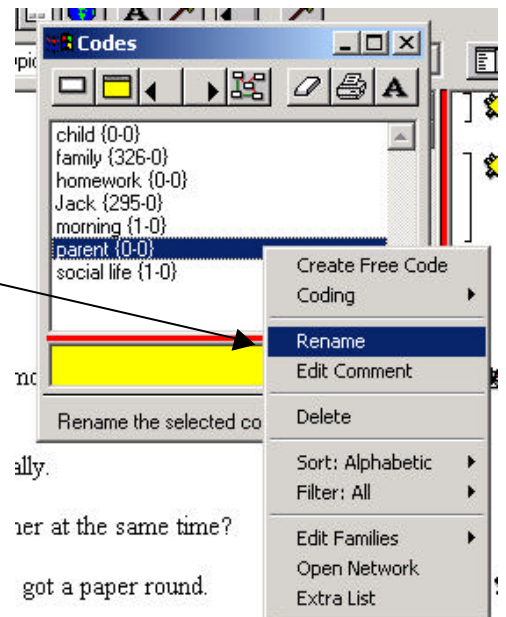 Codes
A
child {0-0}
family {326-0}
homework {0-0}
Jack {295-0}
morning {1-0}
parent {0-0}
social life {1-0}
Create Free Code
Coding
Rename
Edit Comment
Delete
Sort: Alphabetic
Filter: All
Edit Families
Open Network
Extra List
Rename the selected co
ally.
ner at the same time?
got a paper round.